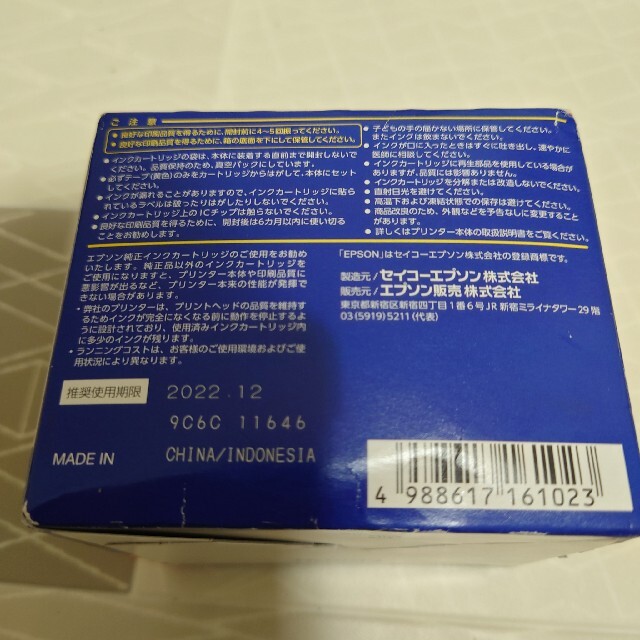 ご注意
● 良好な印刷品質を得るために、開封前に4～5回振ってください。
● 良好な印刷品質を得るために、箱の底面を下にして保管してください。
● インクカートリッジの袋は、本体に装着する直前まで開封しないで
ください。品質保持のため、真空パックにしています。
● 必ずテープ(黄色)のみをカートリッジからはがして、本体にセット
してください。
● インクが漏れることがありますので、インクカートリッジに貼ら
れているラベルは破ったりはがしたりしないでください。
● インクカートリッジ上のICチップは触らないでください。
● 良好な印刷品質を得るために、開封後は6カ月以内に使い切る
ことをお勧めします。
● 子どもの手の届かない場所に保管してください。
またインクは飲まないでください。
● インクが口に入ったときはすぐに吐き出し、速やかに
医師に相談してください。
● インクカートリッジに再生部品を使用している場合が
ありますが、品質には影響ありません。
● インクカートリッジを分解または改造しないでください。
● 直射日光を避けてください。
● 高温下および凍結状態での保存は避けてください。
● 商品改良のため、外観などを予告なしに変更することが
があります。
● 詳しくはプリンター本体の取扱説明書をご覧ください。
エプソン純正インクカートリッジのご使用をお勧め
いたします。純正品以外のインクカートリッジを
ご使用になりますと、プリンター本体や印刷品質に
悪影響が出るなど、プリンター本来の性能が発揮で
きない場合があります。
・弊社のプリンターは、プリントヘッドの品質を維持す
るためインクが完全になくなる前に動作を停止するよう
に設計されており、使用済みインクカートリッジ内
に多少のインクが残ります。
・ランニングコストは、お客様のご使用環境およびご使
用状況により異なります。
「EPSON」はセイコーエプソン株式会社の登録商標です。
製造元/セイコーエプソン株式会社
販売元/エプソン販売株式会社
東京都新宿区新宿四丁目1番6号JR新宿ミライナタワー29階
03(5919)5211(代表)
推奨使用期限 2022.12
9C6C 11646
MADE IN CHINA/INDONESIA
4 988617 161023